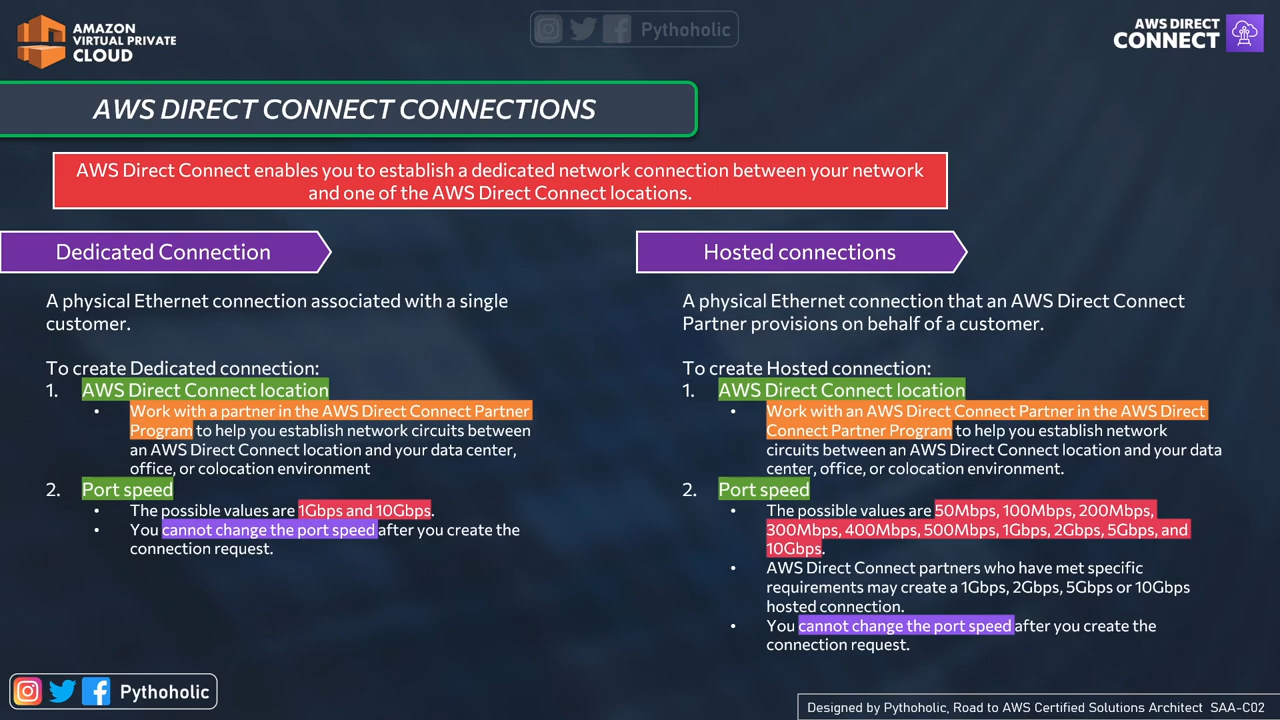 AMAZON
VIRTUAL PRIVATE
CLOUD
Pythoholic
AWS DIRECT
CONNECT
AWS DIRECT CONNECT CONNECTIONS
AWS Direct Connect enables you to establish a dedicated network connection between your network
and one of the AWS Direct Connect locations.
Dedicated Connection
A physical Ethernet connection associated with a single
customer.
To create Dedicated connection:
1. AWS Direct Connect location
• Work with a partner in the AWS Direct Connect Partner
Program to help you establish network circuits between
an AWS Direct Connect location and your data center,
office, or colocation environment
2. Port speed
• The possible values are 1Gbps and 10Gbps.
• You cannot change the port speed after you create the
connection request.
Hosted connections
A physical Ethernet connection that an AWS Direct Connect
Partner provisions on behalf of a customer.
To create Hosted connection:
1. AWS Direct Connect location
• Work with an AWS Direct Connect Partner in the AWS Direct
Connect Partner Program to help you establish network
circuits between an AWS Direct Connect location and your data
center, office, or colocation environment.
2. Port speed
• The possible values are 50Mbps, 100Mbps, 200Mbps,
300Mbps, 400Mbps, 500Mbps, 1Gbps, 2Gbps, 5Gbps, and
10Gbps.
• AWS Direct Connect partners who have met specific
requirements may create a 1Gbps, 2Gbps, 5Gbps or 10Gbps
hosted connection.
• You cannot change the port speed after you create the
connection request.
Pythoholic
Designed by Pythoholic, Road to AWS Certified Solutions Architect SAA-C02